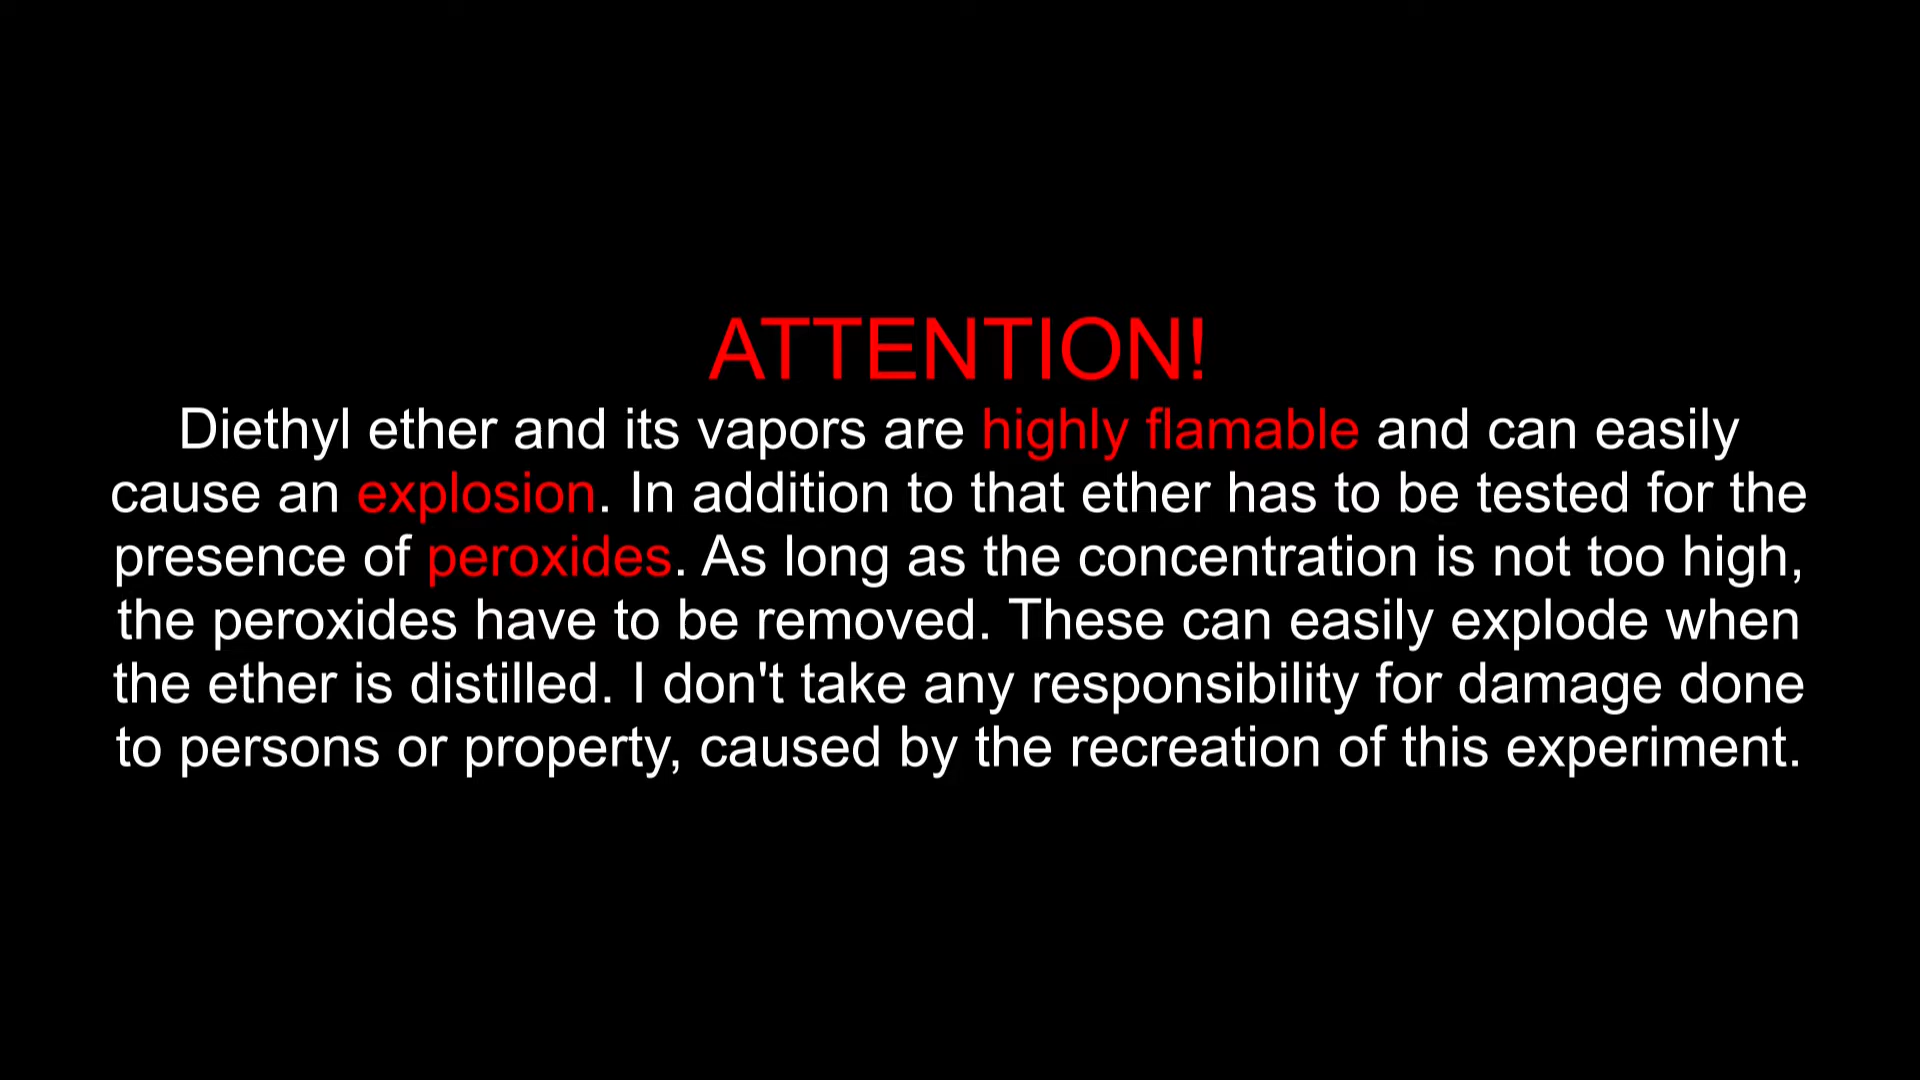 ATTENTION!
Diethyl ether and its vapors are highly flamable and can easily
cause an explosion. In addition to that ether has to be tested for the
presence of peroxides. As long as the concentration is not too high,
the peroxides have to be removed. These can easily explode when
the ether is distilled. I don't take any responsibility for damage done
to persons or property, caused by the recreation of this experiment.